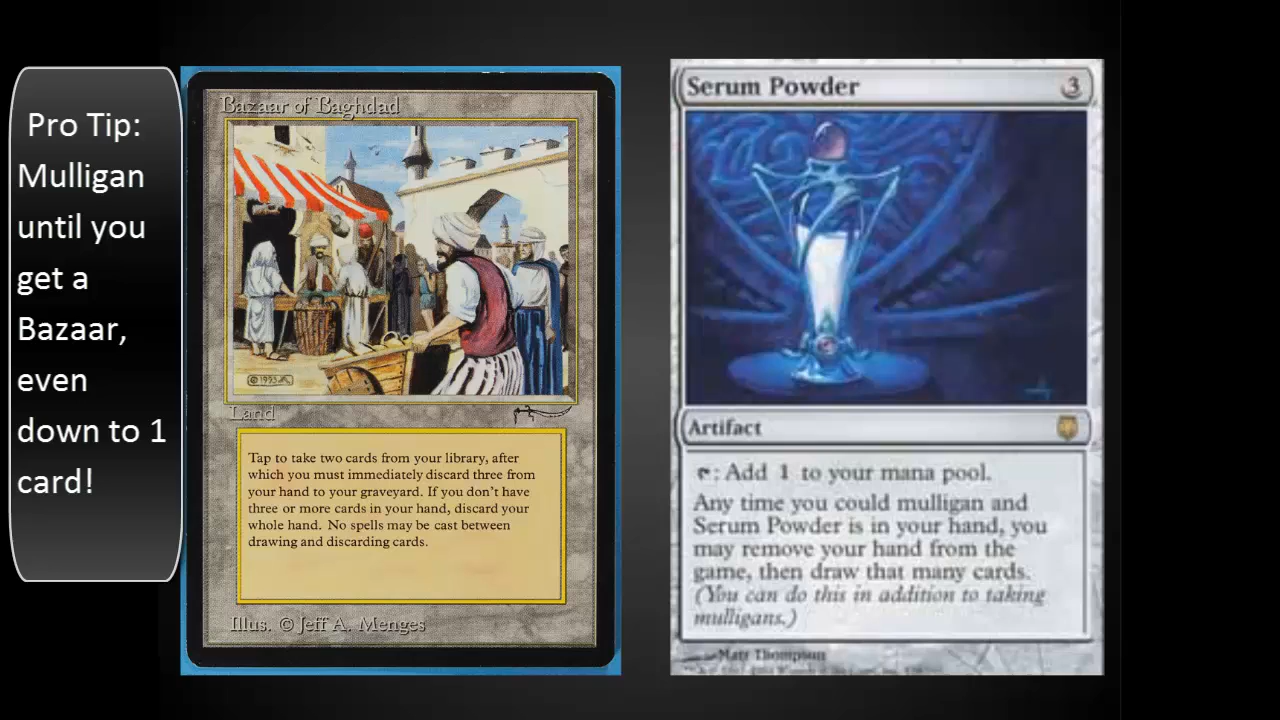 Pro Tip:
Mulligan
until you
get a
Bazaar,
even
down to 1
card!
Bazaar of Baghdad
©1993
Land
Tap to take two cards from your library, after
which you must immediately discard three from
your hand to your graveyard. If you don't have
three or more cards in your hand, discard your
whole hand. No spells may be cast between
drawing and discarding cards.
Illus. © Jeff A. Menges
Serum Powder 3
Artifact
: Add 1 to your mana pool.
Any time you could mulligan and
Serum Powder is in your hand, you
may remove your hand from the
game, then draw that many cards.
(You can do this in addition to taking
mulligans.)
Matt Thompson